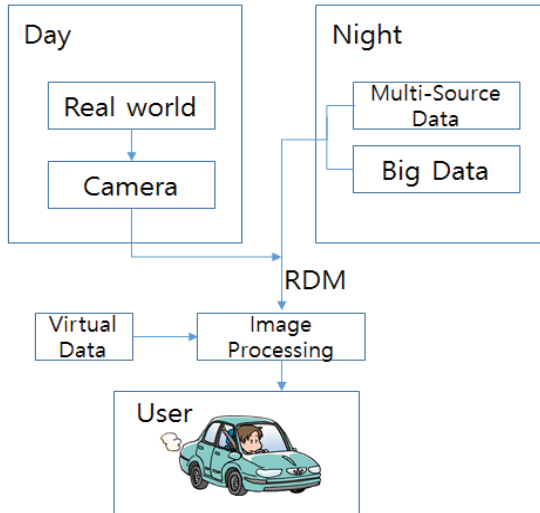 Day
Real world
Camera
Night
Multi-Source
Data
Big Data
RDM
Virtual
Data
Image
Processing
User